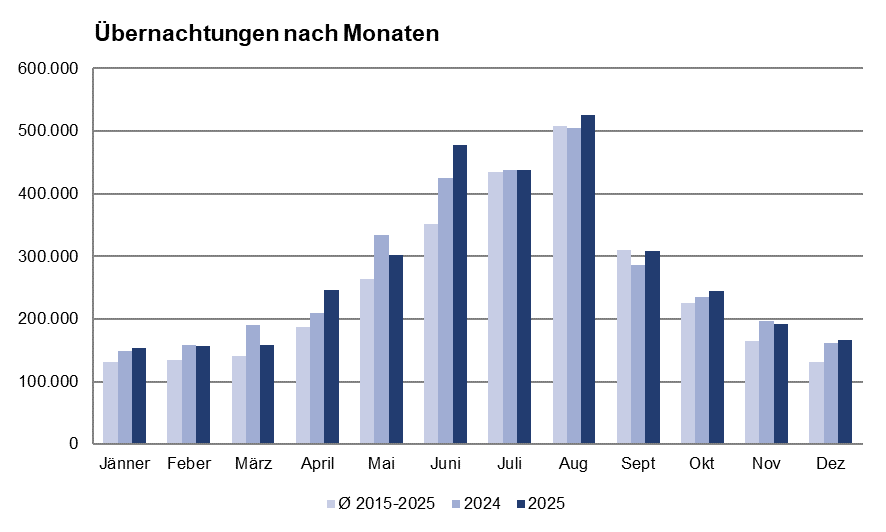 Übernachtungen nach Monaten
600.000
500.000
400.000
300.000
200.000
100.000
0
Jänner Feber März April Mai Juni Juli Aug Sept Okt Nov Dez
Ø 2015-2025 2024 2025